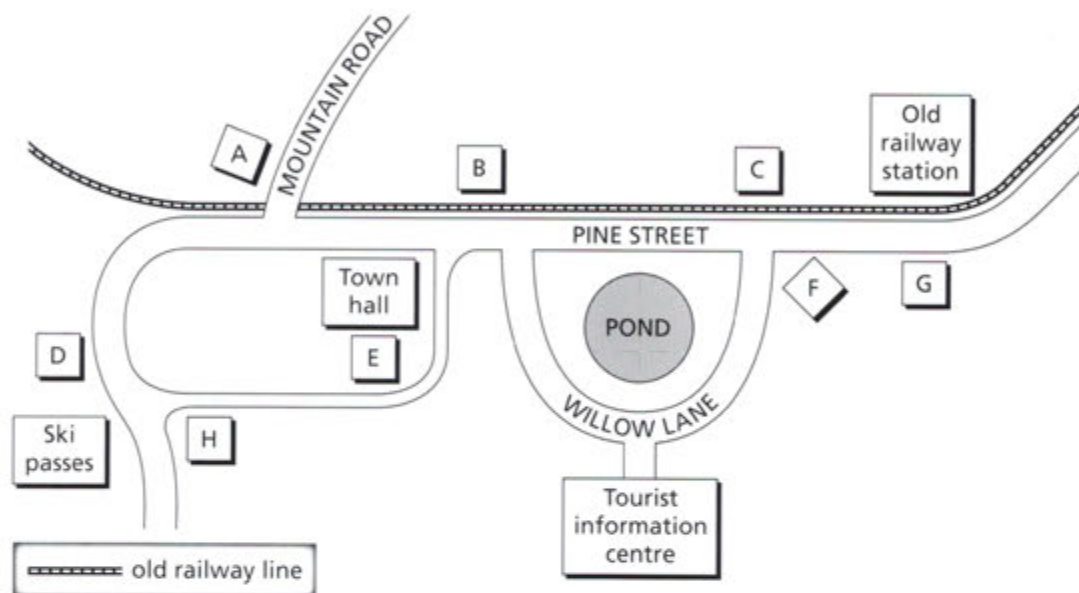 MOUNTAIN ROAD
A
B
C
Old
railway
station
PINE STREET
Town
hall
POND
F
G
D
E
WILLOW LANE
Ski
passes
H
Tourist
information
centre
old railway line